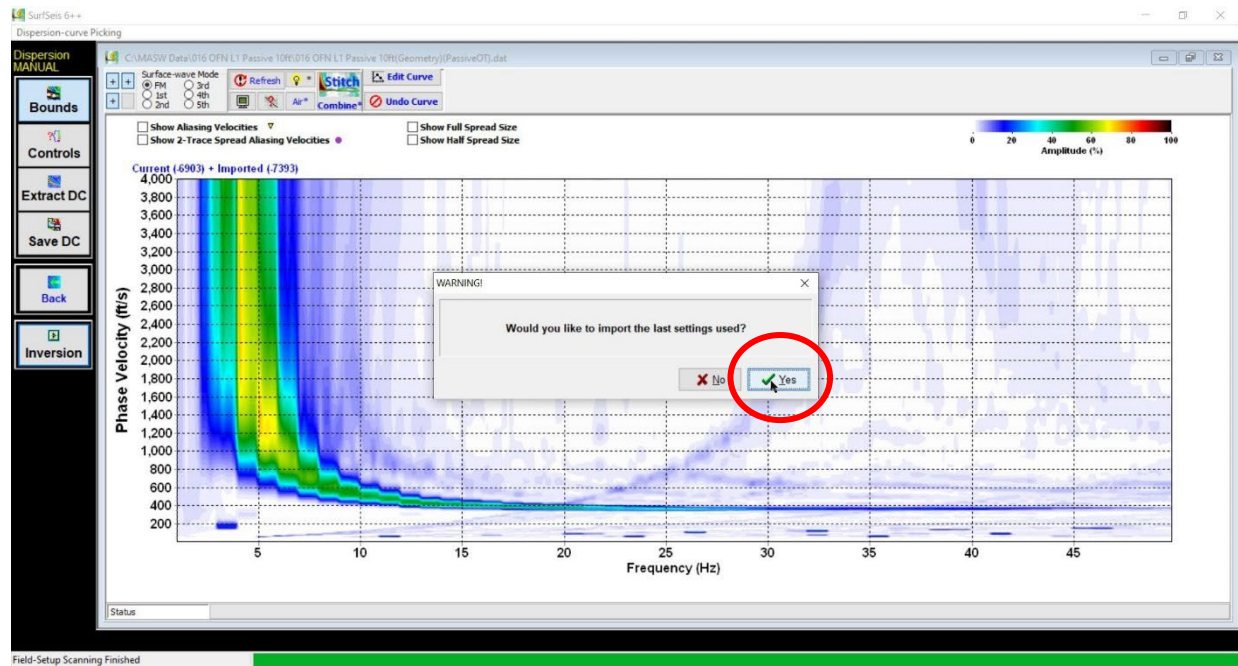 SurfSeis 6++
Dispersion-curve Picking
Dispersion
MANUAL
Bounds
Controls
Extract DC
Save DC
Back
Inversion
C:\MASW Data\016 OFN L1 Passive 10ft\016 OFN L1 Passive 10ft(Geometry)(PassiveOT).dat
Surface-wave Mode
FM 3rd
1st 4th
2nd 5th
Refresh
Air*
Stitch
Combine*
Edit Curve
Undo Curve
Show Aliasing Velocities
Show Full Spread Size
Show 2-Trace Spread Aliasing Velocities
Show Half Spread Size
0 20 40 60 80 100
Amplitude (%)
Current (-6903) + Imported (-7393)
Phase Velocity (ft/s)
4,000
3,800
3,600
3,400
3,200
3,000
2,800
2,600
2,400
2,200
2,000
1,800
1,600
1,400
1,200
1,000
800
600
400
200
WARNING!
Would you like to import the last settings used?
No Yes
5 10 15 20 25 30 35 40 45
Frequency (Hz)
Status
Field-Setup Scanning Finished